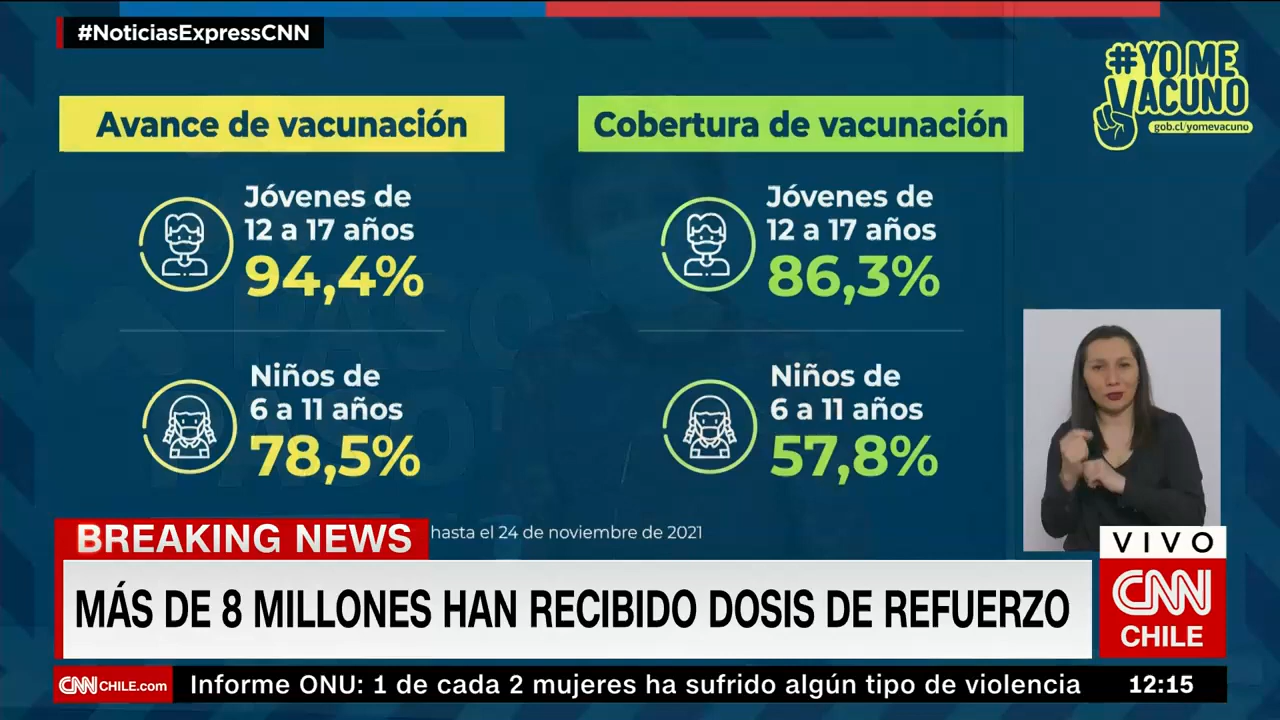 #NoticiasExpressCNN
#YO ME
VACUNO
gob.cl/yomevacuno
Avance de vacunación
Jóvenes de
12 a 17 años
94,4%
Niños de
6 a 11 años
78,5%
Cobertura de vacunación
Jóvenes de
12 a 17 años
86,3%
Niños de
6 a 11 años
57,8%
hasta el 24 de noviembre de 2021
BREAKING NEWS
MÁS DE 8 MILLONES HAN RECIBIDO DOSIS DE REFUERZO
VIVO
CNN
CHILE
CNNCHILE.com
Informe ONU: 1 de cada 2 mujeres ha sufrido algún tipo de violencia
12:15